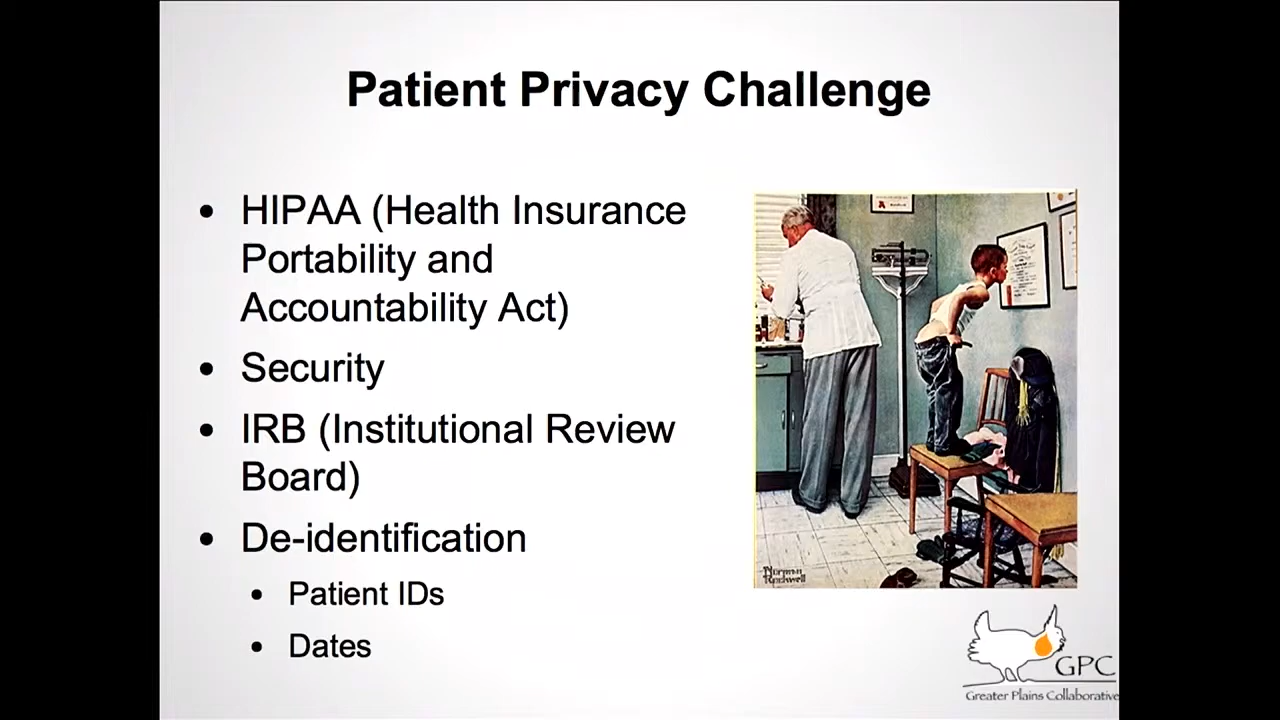 Patient Privacy Challenge
• HIPAA (Health Insurance
Portability and
Accountability Act)
• Security
• IRB (Institutional Review
Board)
• De-identification
• Patient IDs
• Dates
Norman
Rockwell
GPC
Greater Plains Collaborative